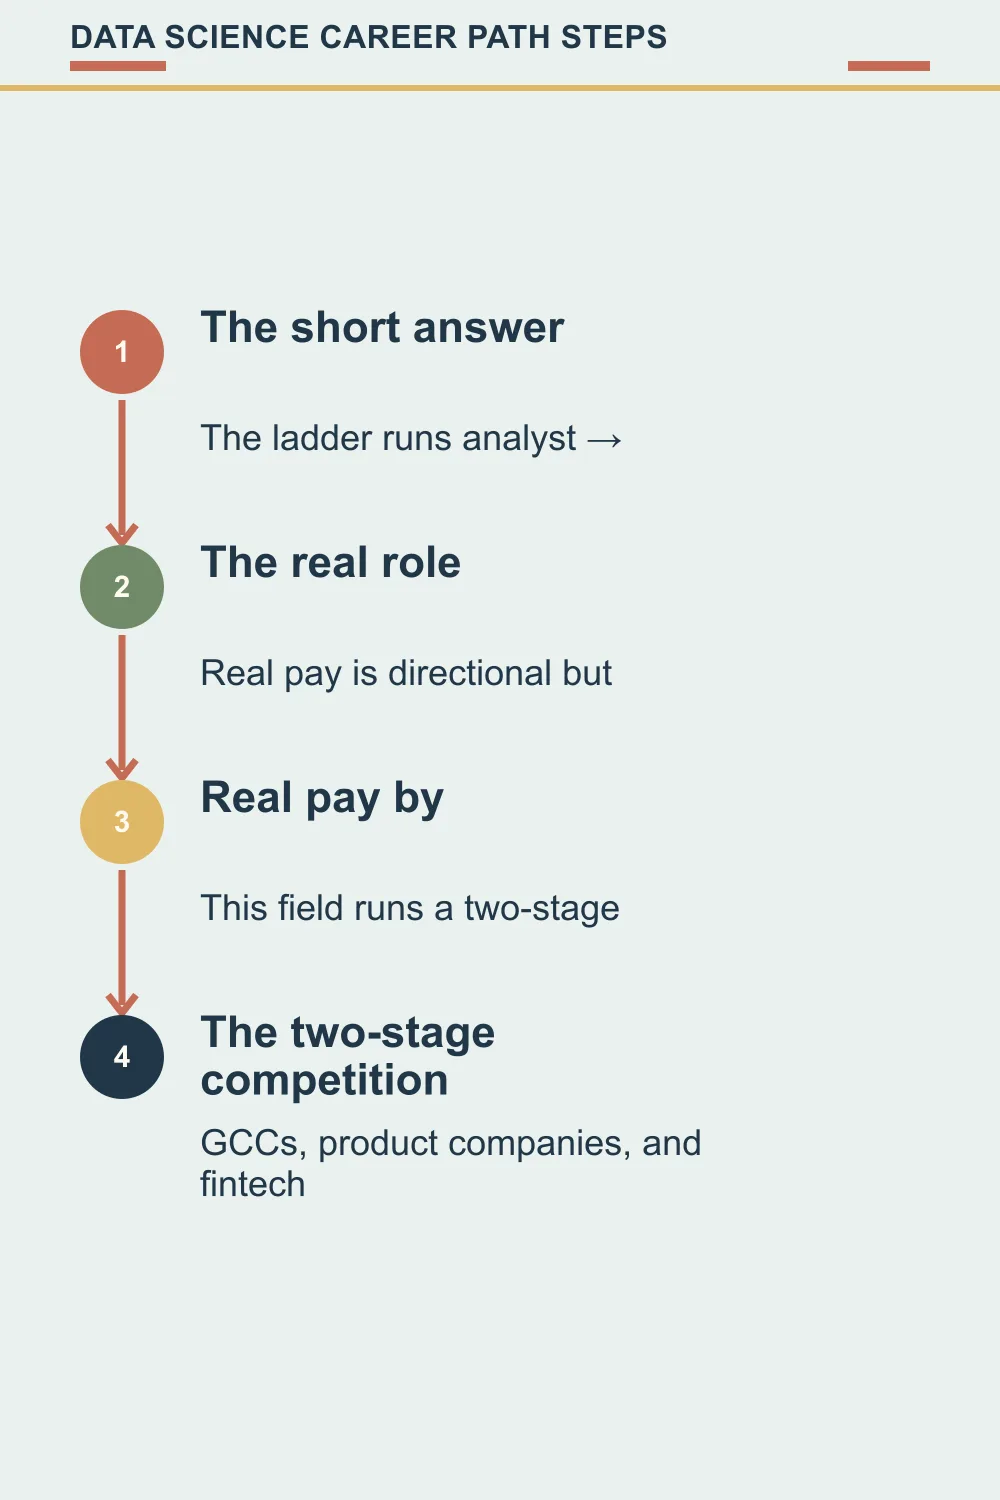 DATA SCIENCE CAREER PATH STEPS
1
The short answer
The ladder runs analyst →
2
The real role
Real pay is directional but
3
Real pay by
This field runs a two-stage
4
The two-stage
competition
GCCs, product companies, and
fintech